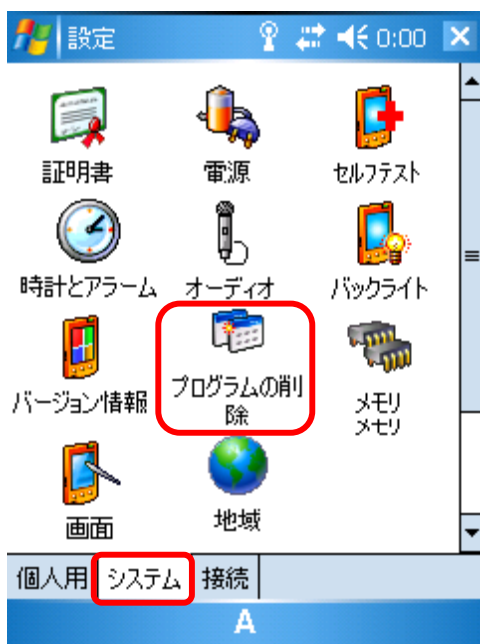 設定 0:00
証明書 電源 セルフテスト
時計とアラーム オーディオ バックライト
バージョン情報 プログラムの削
除 メモリ
メモリ
画面 地域
個人用 システム 接続
A